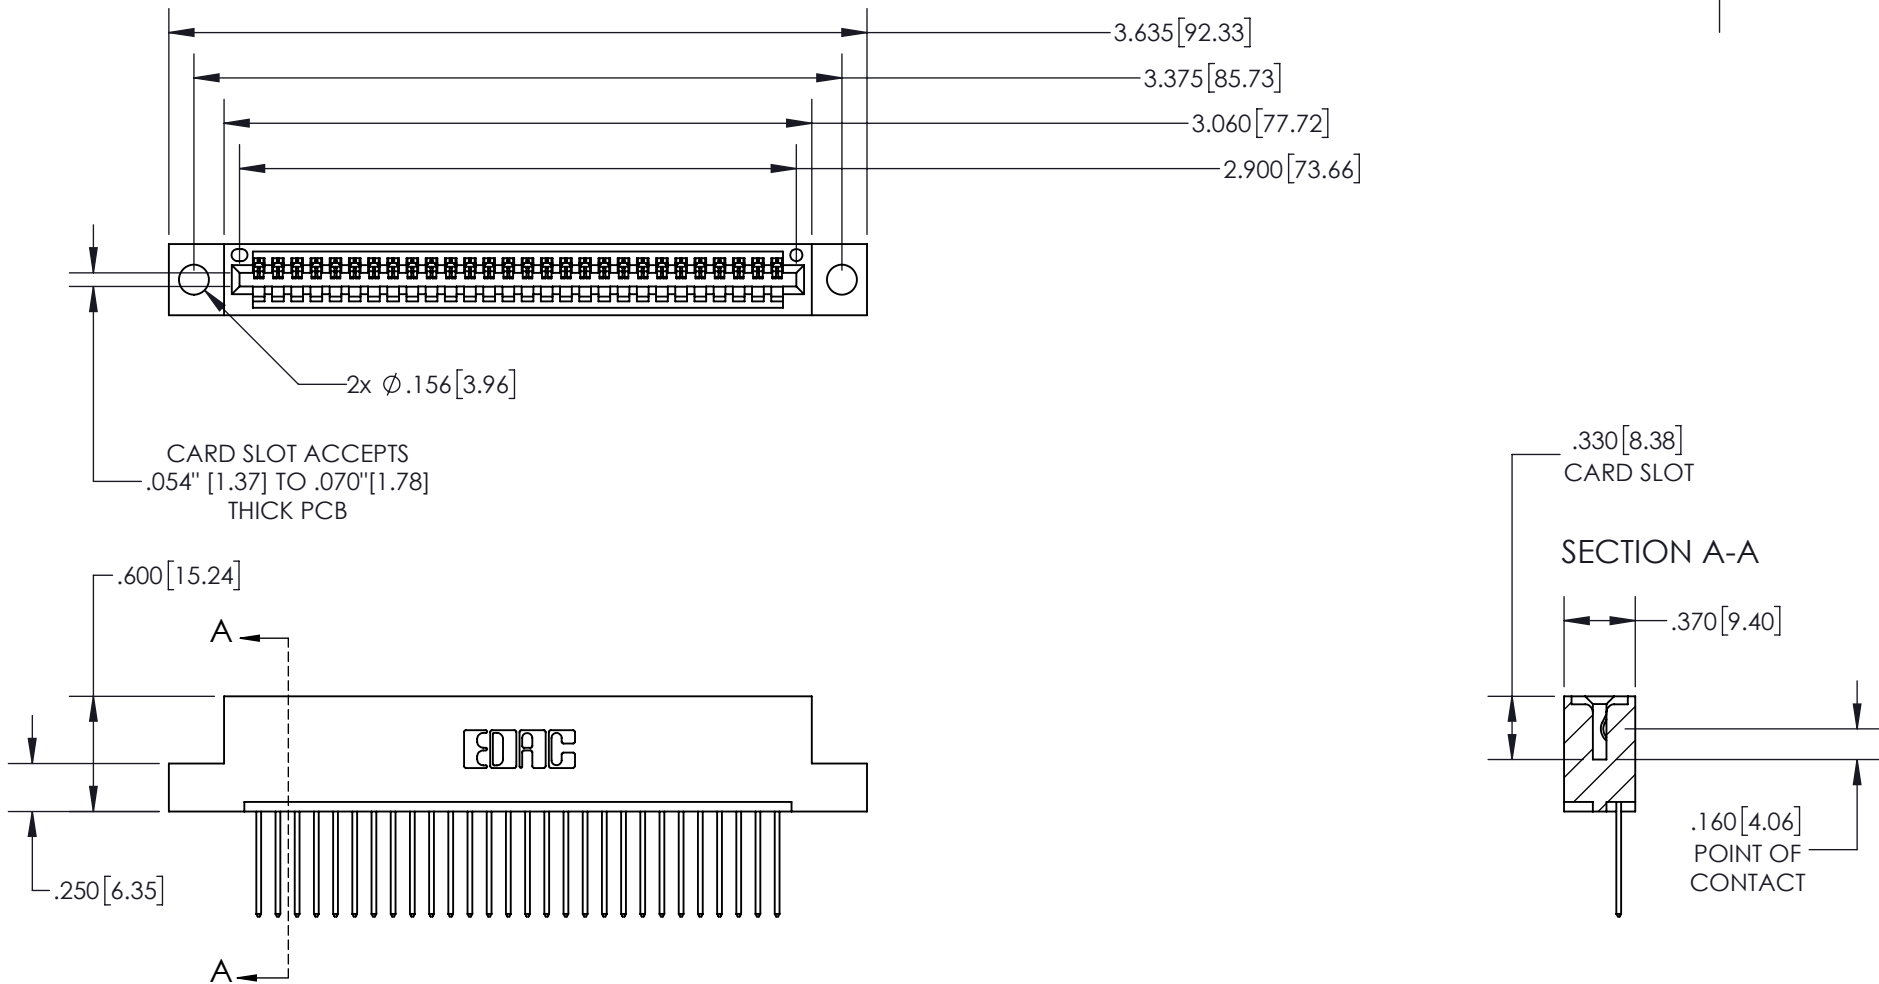 3.635[92.33]
3.375[85.73]
3.060[77.72]
2.900[73.66]
2x ⌀.156[3.96]
CARD SLOT ACCEPTS
.054" [1.37] TO .070"[1.78]
THICK PCB
.330[8.38]
CARD SLOT
SECTION A-A
.600[15.24]
.370[9.40]
A
EDAC
.160[4.06]
POINT OF
CONTACT
.250[6.35]
A